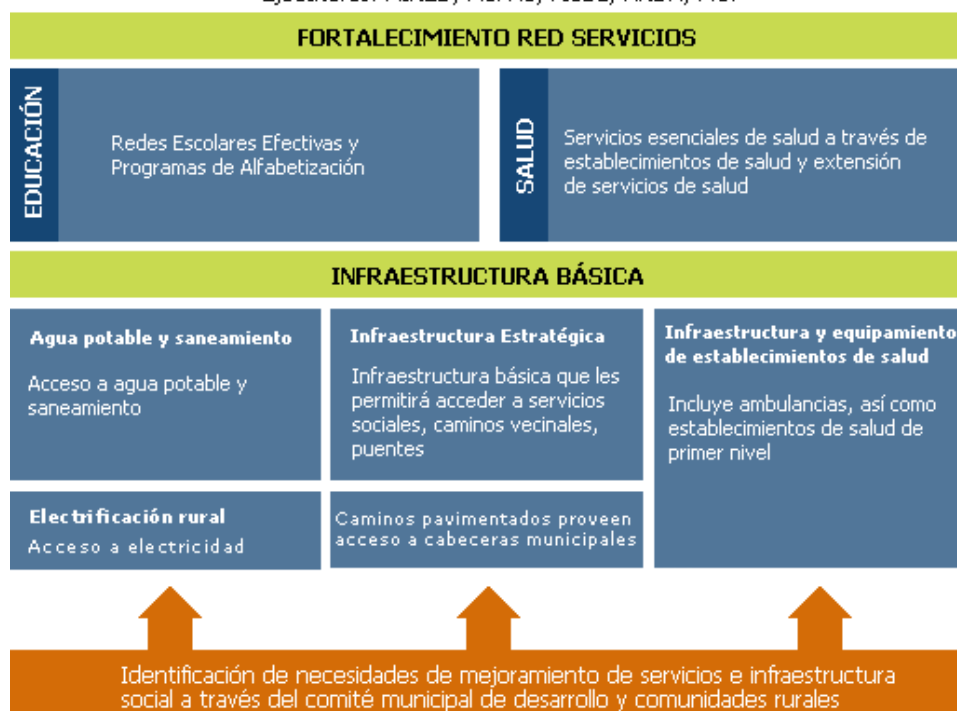 FORTALECIMIENTO RED SERVICIOS
EDUCACIÓN
Redes Escolares Efectivas y
Programas de Alfabetización
SALUD
Servicios esenciales de salud a través de
establecimientos de salud y extensión
de servicios de salud
INFRAESTRUCTURA BÁSICA
Agua potable y saneamiento
Acceso a agua potable y
saneamiento
Infraestructura Estratégica
Infraestructura básica que les
permitirá acceder a servicios
sociales, caminos vecinales,
puentes
Infraestructura y equipamiento
de establecimientos de salud
Incluye ambulancias, así como
establecimientos de salud de
primer nivel
Electrificación rural
Acceso a electricidad
Caminos pavimentados proveen
acceso a cabeceras municipales
Identificación de necesidades de mejoramiento de servicios e infraestructura
social a través del comité municipal de desarrollo y comunidades rurales